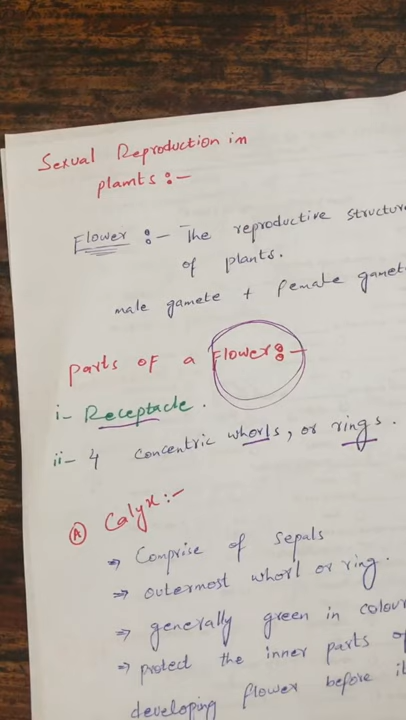 Sexual Reproduction in
plants :-
Flower :- The reproductive structure
of plants.
male gamete + female gamet
Parts of a Flower :-
i- Receptacle.
ii- 4 concentric whorls, or rings.
A Calyx :-
⇒ Comprise of sepals
⇒ outermost whorl or ring.
⇒ generally green in colour
⇒ protect the inner parts of
developing flower before it